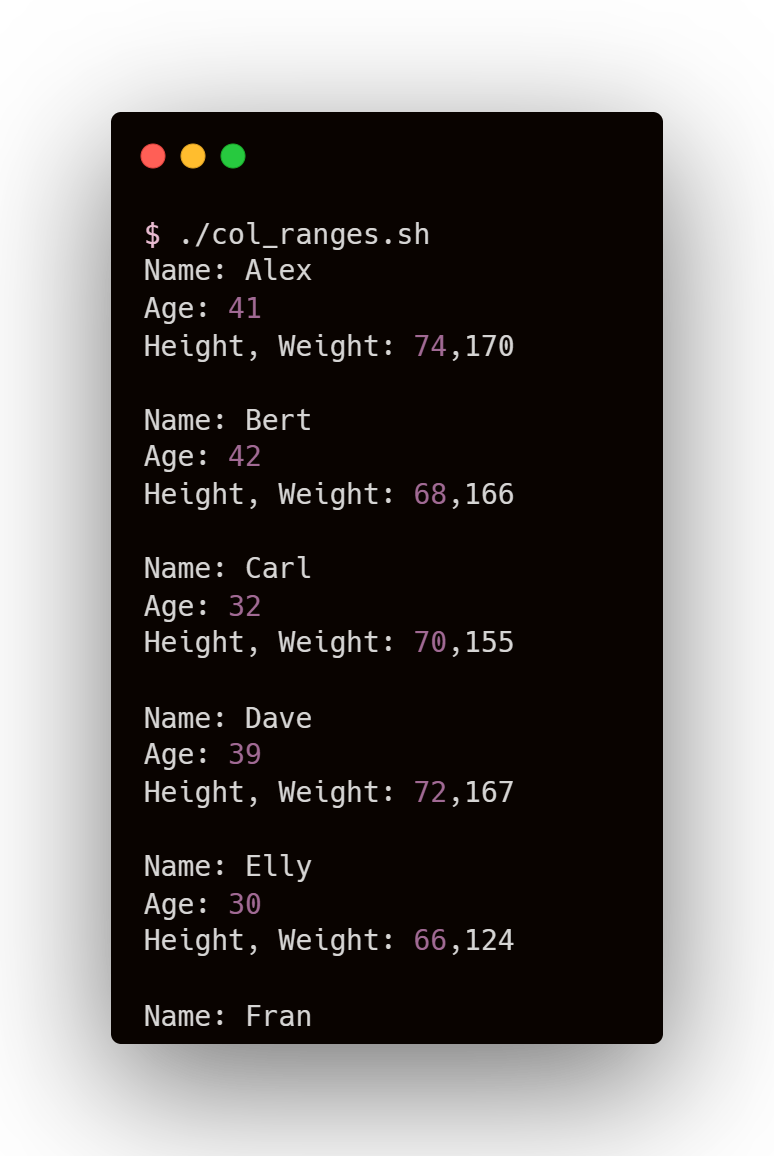 $ ./col_ranges.sh
Name: Alex
Age: 41
Height, Weight: 74,170
Name: Bert
Age: 42
Height, Weight: 68,166
Name: Carl
Age: 32
Height, Weight: 70,155
Name: Dave
Age: 39
Height, Weight: 72,167
Name: Elly
Age: 30
Height, Weight: 66,124
Name: Fran